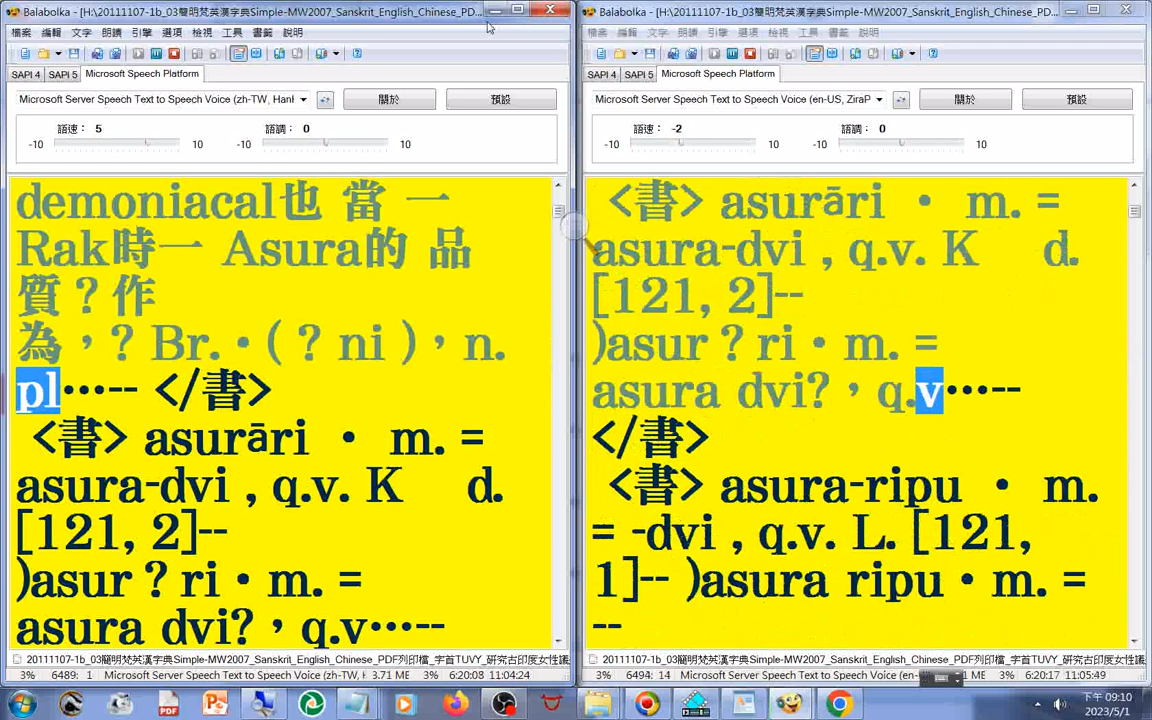 Balabolka - [H:\20111107-1b_03簡明梵英漢字典Simple-MW2007_Sanskrit_English_Chinese_PD...
檔案 編輯 文字 朗讀 引擎 選項 檢視 工具 書籤 說明
SAPI 4 SAPI 5 Microsoft Speech Platform
Microsoft Server Speech Text to Speech Voice (zh-TW, HanI 關於 預設
語速： 5 語調： 0
-10 10 -10 10
demoniacal也 當 一
Rak時一 Asura的 品
質？作
為，？Br.‧(？ni)，n.
pl…-- </書>
<書> asurāri ‧ m. =
asura-dvi , q.v. K d.
[121, 2]--
)asur？ri‧m. =
asura dvi?，q.v…--
20111107-1b_03簡明梵英漢字典Simple-MW2007_Sanskrit_English_Chinese_PDF列印檔_字首TUVY_研究古印度女性議
3% 6489: 1 Microsoft Server Speech Text to Speech Voice (zh-TW, H 3.71 ME 3% 6:20:08 11:04:24
Balabolka - [H:\20111107-1b_03簡明梵英漢字典Simple-MW2007_Sanskrit_English_Chinese_PD...
檔案 編輯 文字 朗讀 引擎 選項 檢視 工具 書籤 說明
SAPI 4 SAPI 5 Microsoft Speech Platform
Microsoft Server Speech Text to Speech Voice (en-US, ZiraP 關於 預設
語速： -2 語調： 0
-10 10 -10 10
<書> asurāri ‧ m. =
asura-dvi , q.v. K d.
[121, 2]--
)asur？ri‧m. =
asura dvi?，q.v…--
</書>
<書> asura-ripu ‧ m.
= -dvi , q.v. L. [121,
1]-- )asura ripu‧m. =
--
20111107-1b_03簡明梵英漢字典Simple-MW2007_Sanskrit_English_Chinese_PDF列印檔_字首TUVY_研究古印度女性議
3% 6494: 14 Microsoft Server Speech Text to Speech Voice 1 ME 3% 6:20:17 11:05:49
下午 09:10
2023/5/1